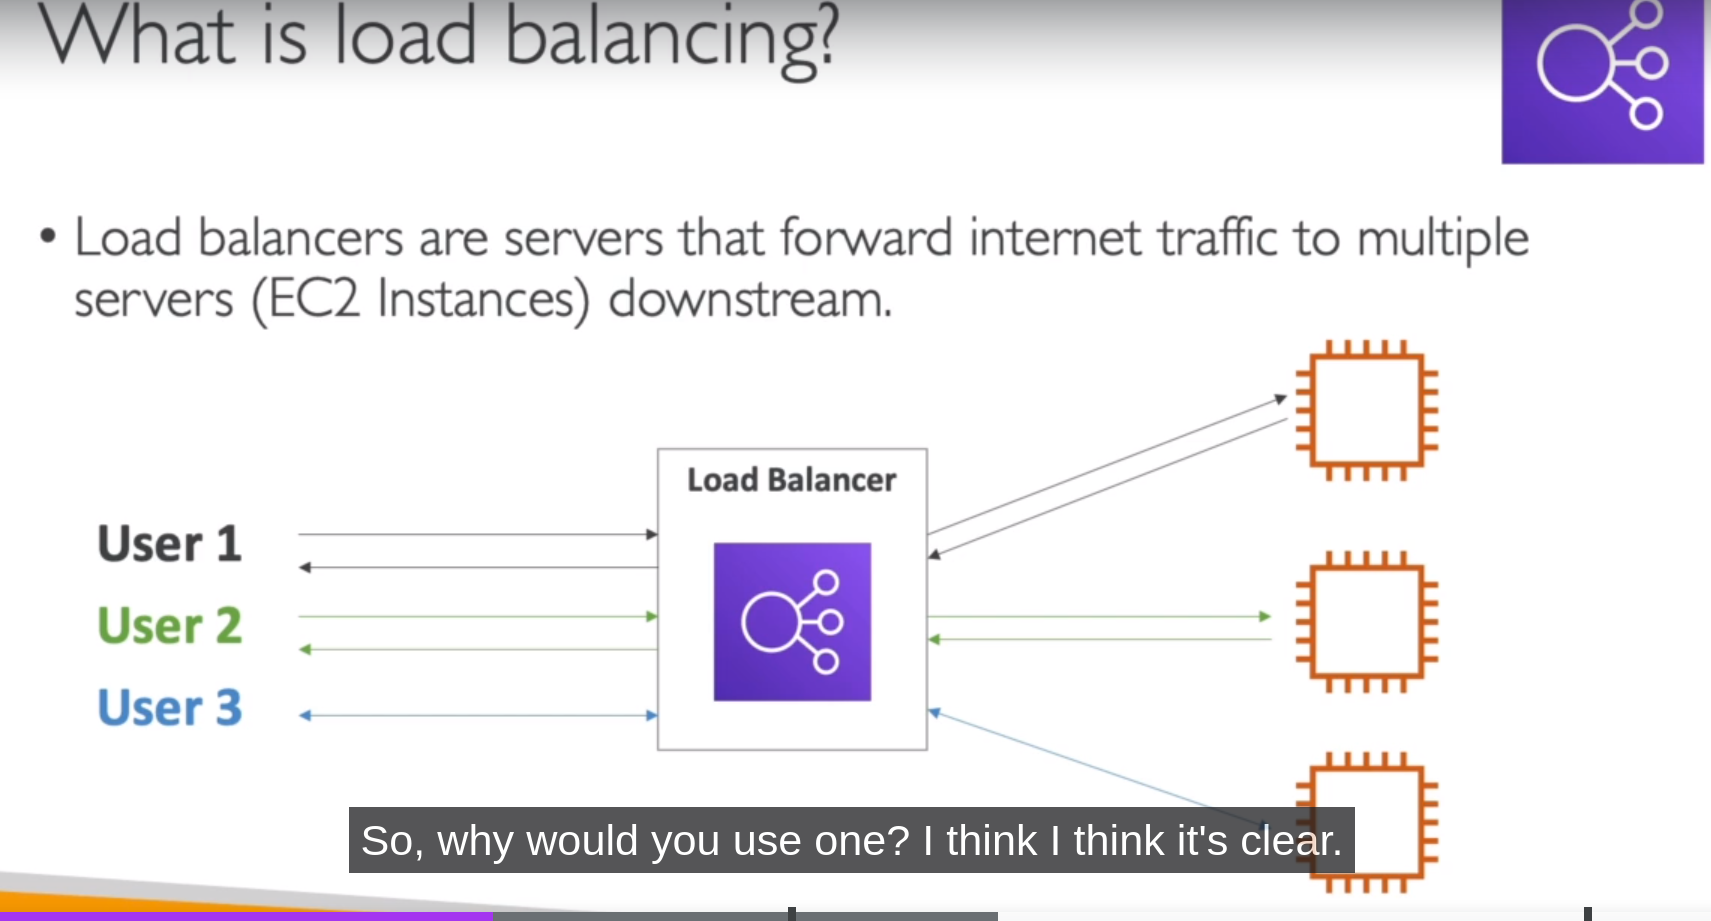 What is load balancing?
• Load balancers are servers that forward internet traffic to multiple
servers (EC2 Instances) downstream.
Load Balancer
User 1
User 2
User 3
So, why would you use one? I think I think it's clear.